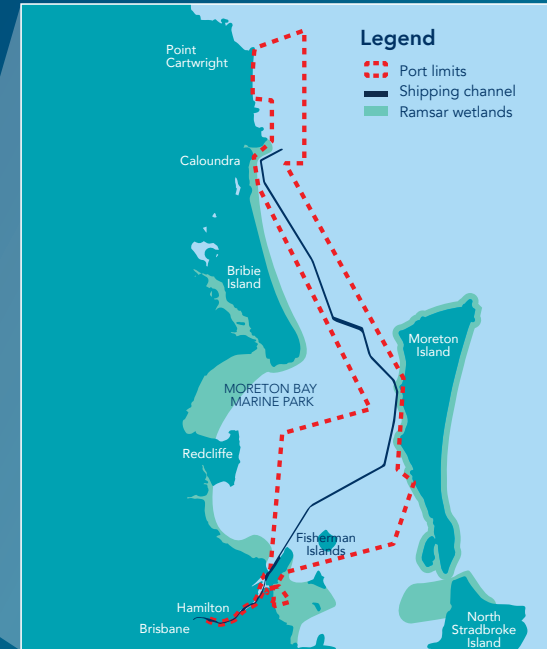 Legend
Port limits
Shipping channel
Ramsar wetlands
Point
Cartwright
Caloundra
Bribie
Island
Moreton
Island
MORETON BAY
MARINE PARK
Redcliffe
Fisherman
Islands
Hamilton
Brisbane
North
Stradbroke
Island